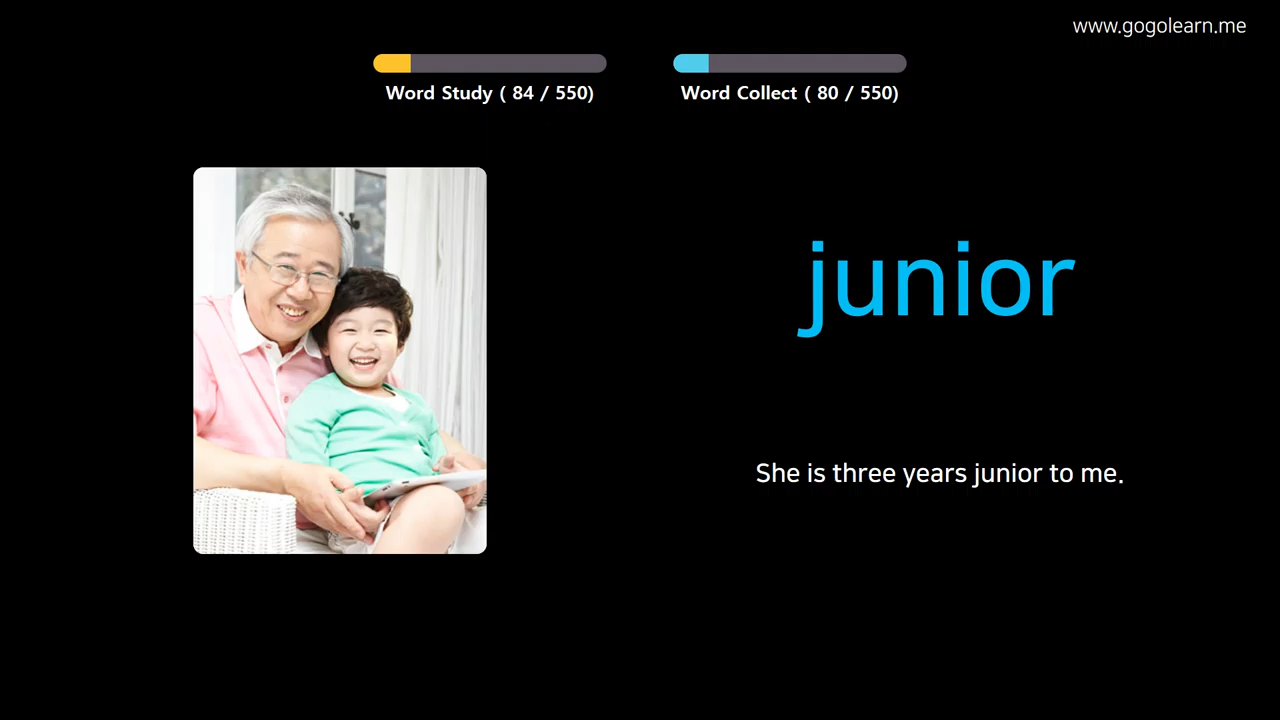 www.gogolearn.me
Word Study ( 84 / 550)
Word Collect ( 80 / 550)
junior
She is three years junior to me.